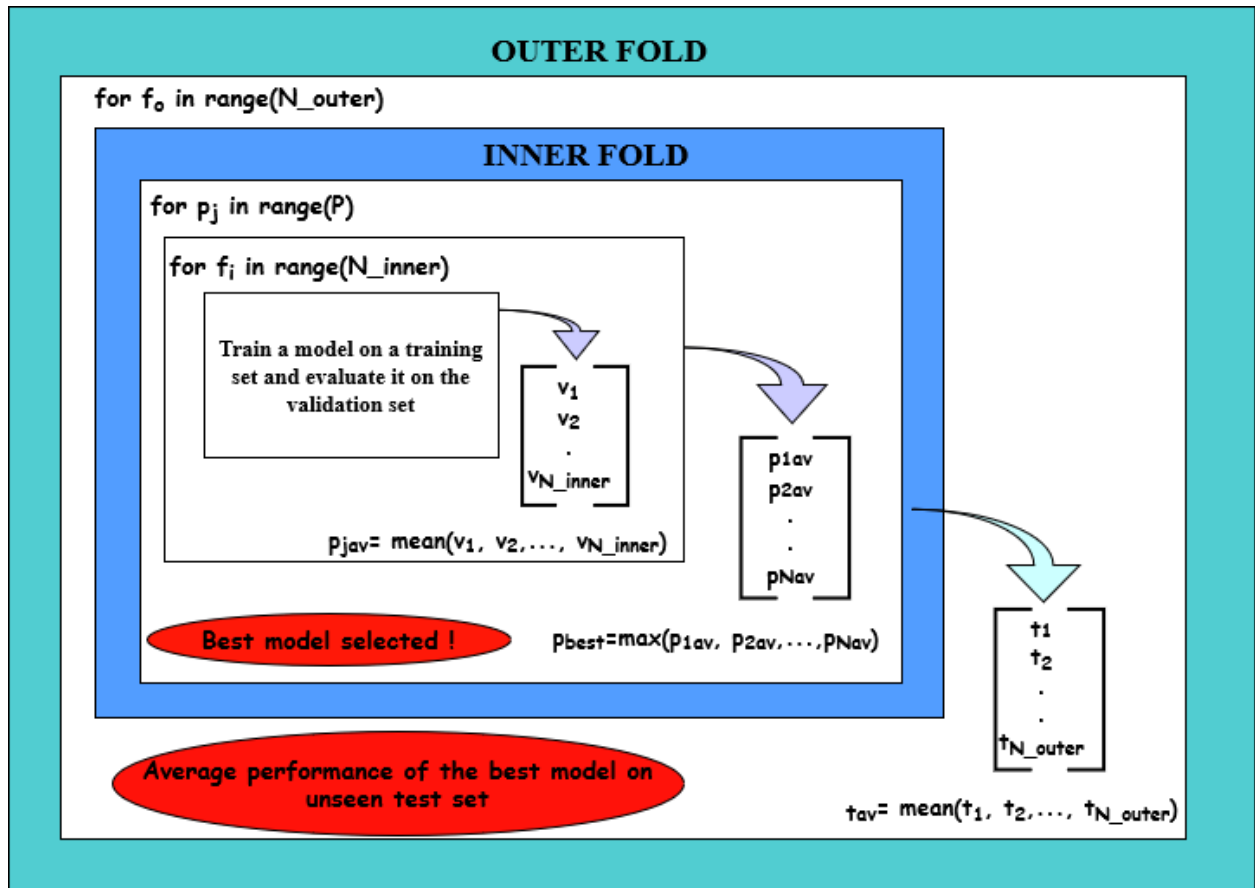 OUTER FOLD
for fₒ in range(N_outer)
INNER FOLD
for pⱼ in range(P)
for fᵢ in range(N_inner)
Train a model on a training
set and evaluate it on the
validation set
v₁
v₂
.
vN_inner
pjav= mean(v₁, v₂,..., vN_inner)
p1av
p2av
.
.
pNav
Best model selected !
pbest=max(p1av, p2av,...,pNav)
t1
t2
.
.
tN_outer
Average performance of the best model on
unseen test set
tav= mean(t₁, t₂,..., tN_outer)